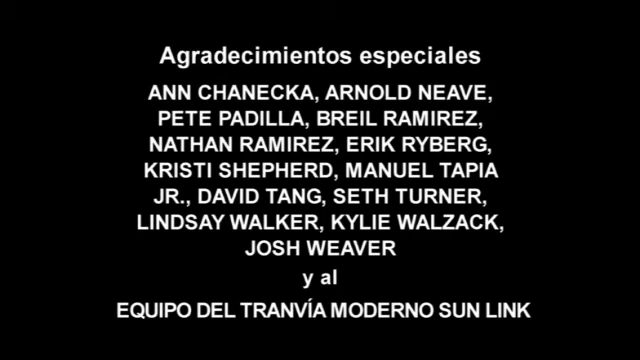 Agradecimientos especiales
ANN CHANECKA, ARNOLD NEAVE,
PETE PADILLA, BREIL RAMIREZ,
NATHAN RAMIREZ, ERIK RYBERG,
KRISTI SHEPHERD, MANUEL TAPIA
JR., DAVID TANG, SETH TURNER,
LINDSAY WALKER, KYLIE WALZACK,
JOSH WEAVER
y al
EQUIPO DEL TRANVÍA MODERNO SUN LINK